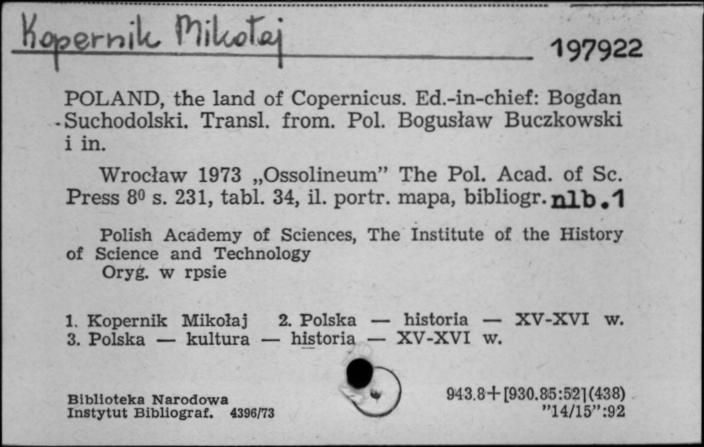 Kopernik Mikołaj
197922
POLAND, the land of Copernicus. Ed.-in-chief: Bogdan
Suchodolski. Transl. from. Pol. Bogusław Buczkowski
i in.
Wrocław 1973 „Ossolineum” The Pol. Acad. of Sc.
Press 8⁰ s. 231, tabl. 34, il. portr. mapa, bibliogr. nlb.1
Polish Academy of Sciences, The Institute of the History
of Science and Technology
Oryg. w rpsie
1. Kopernik Mikołaj 2. Polska — historia — XV-XVI w.
3. Polska — kultura — historia — XV-XVI w.
Biblioteka Narodowa 943.8+[930.85:52](438)
Instytut Bibliograf. 4396/73 ”14/15”:92